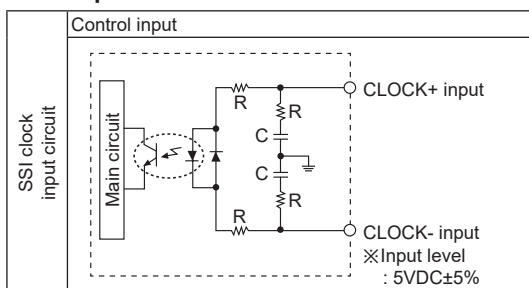 Control input
SSI clock
input circuit
Main circuit
R
R
C
C
R
R
CLOCK+ input
CLOCK- input
※Input level
: 5VDC±5%